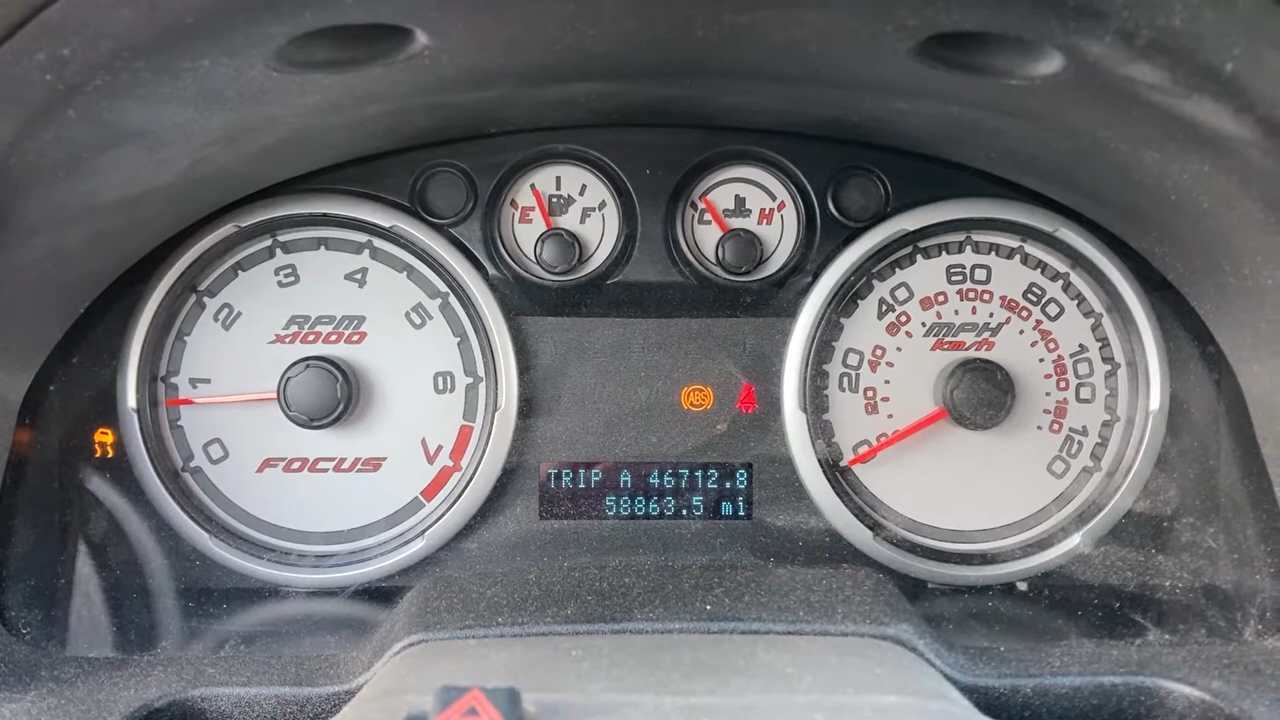 E F
C H
0 1 2 3 4 5 6 7
RPM
x1000
FOCUS
ABS
TRIP A 46712.8
58863.5 mi
0 20 40 60 80 100 120
20 40 60 80 100 120 140 160 180
MPH
km/h